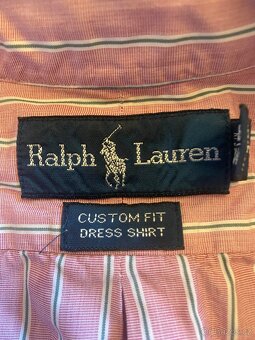 Ralph Lauren
CUSTOM FIT
DRESS SHIRT